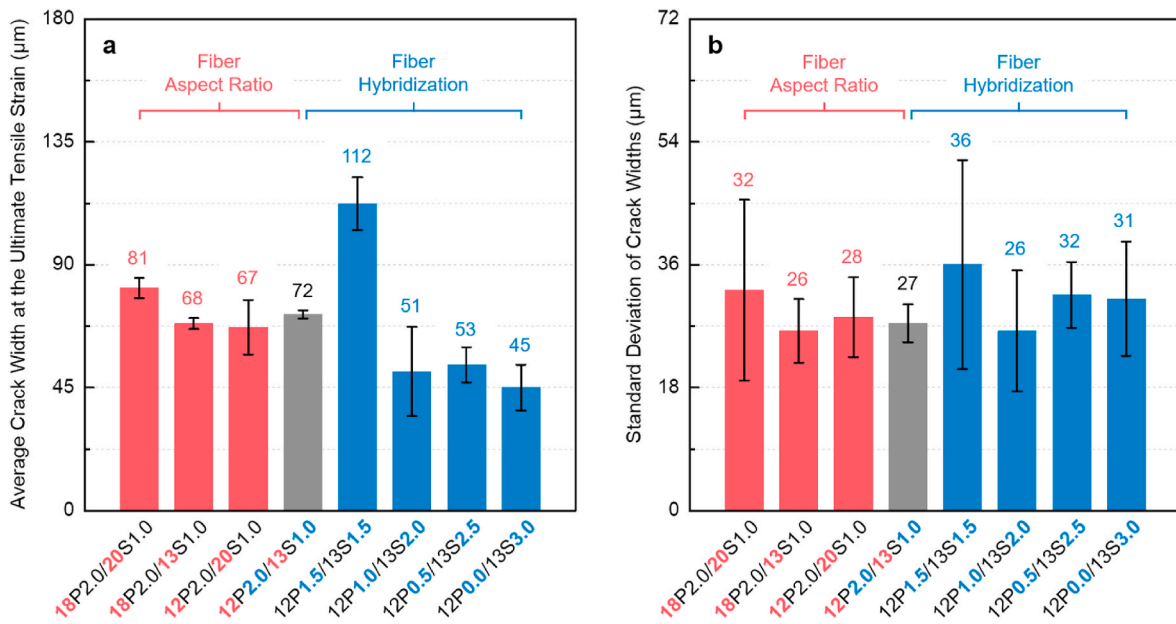 a
Average Crack Width at the Ultimate Tensile Strain (μm)
180
135
90
45
0
Fiber
Aspect Ratio
Fiber
Hybridization
81
68
67
72
112
51
53
45
18P2.0/20S1.0
18P2.0/13S1.0
12P2.0/20S1.0
12P2.0/13S1.0
12P1.5/13S1.5
12P1.0/13S2.0
12P0.5/13S2.5
12P0.0/13S3.0
b
Standard Deviation of Crack Widths (μm)
72
54
36
18
0
Fiber
Aspect Ratio
Fiber
Hybridization
32
26
28
27
36
26
32
31
18P2.0/20S1.0
18P2.0/13S1.0
12P2.0/20S1.0
12P2.0/13S1.0
12P1.5/13S1.5
12P1.0/13S2.0
12P0.5/13S2.5
12P0.0/13S3.0